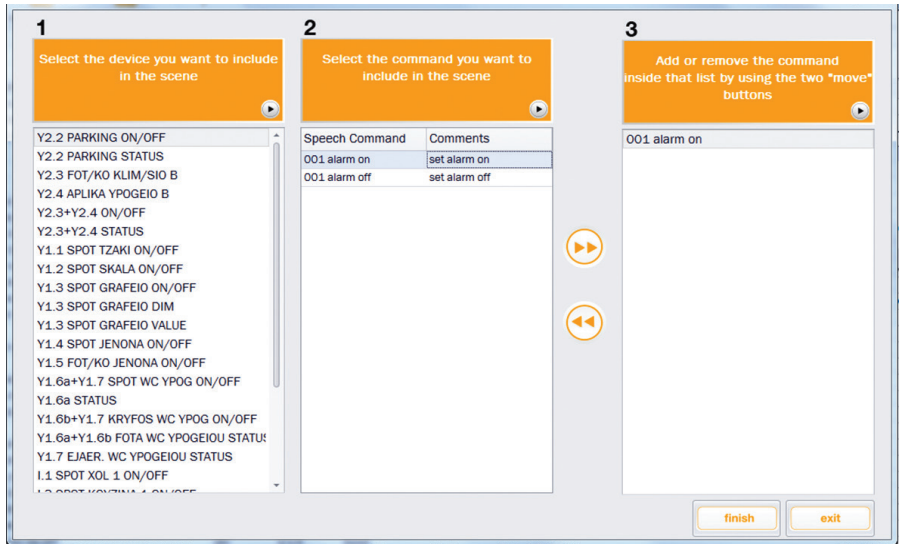 1
Select the device you want to include
in the scene
2
Select the command you want to
include in the scene
3
Add or remove the command
inside that list by using the two "move"
buttons
Y2.2 PARKING ON/OFF
Y2.2 PARKING STATUS
Y2.3 FOT/KO KLIM/SIO B
Y2.4 APLIKA YPOGEIO B
Y2.3+Y2.4 ON/OFF
Y2.3+Y2.4 STATUS
Y1.1 SPOT TZAKI ON/OFF
Y1.2 SPOT SKALA ON/OFF
Y1.3 SPOT GRAFEIO ON/OFF
Y1.3 SPOT GRAFEIO DIM
Y1.3 SPOT GRAFEIO VALUE
Y1.4 SPOT JENONA ON/OFF
Y1.5 FOT/KO JENONA ON/OFF
Y1.6a+Y1.7 SPOT WC YPOG ON/OFF
Y1.6a STATUS
Y1.6b+Y1.7 KRYFOS WC YPOG ON/OFF
Y1.6a+Y1.6b FOTA WC YPOGEIOU STATUS
Y1.7 EJAER. WC YPOGEIOU STATUS
I.1 SPOT XOL 1 ON/OFF
Speech Command Comments
001 alarm on set alarm on
001 alarm off set alarm off
001 alarm on
finish exit